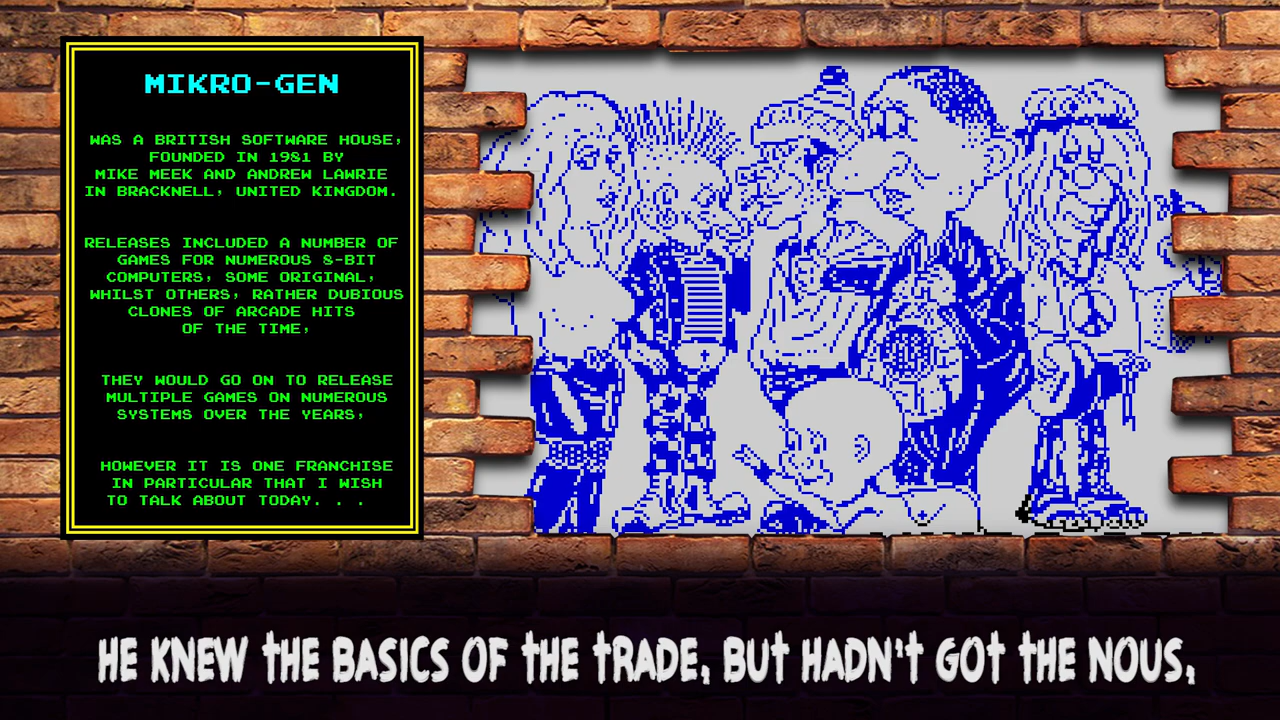 MIKRO-GEN
WAS A BRITISH SOFTWARE HOUSE,
FOUNDED IN 1981 BY
MIKE MEEK AND ANDREW LAWRIE
IN BRACKNELL, UNITED KINGDOM.
RELEASES INCLUDED A NUMBER OF
GAMES FOR NUMEROUS 8-BIT
COMPUTERS, SOME ORIGINAL,
WHILST OTHERS, RATHER DUBIOUS
CLONES OF ARCADE HITS
OF THE TIME,
THEY WOULD GO ON TO RELEASE
MULTIPLE GAMES ON NUMEROUS
SYSTEMS OVER THE YEARS,
HOWEVER IT IS ONE FRANCHISE
IN PARTICULAR THAT I WISH
TO TALK ABOUT TODAY. . .
HE KNEW THE BASICS OF THE TRADE, BUT HADN'T GOT THE NOUS,